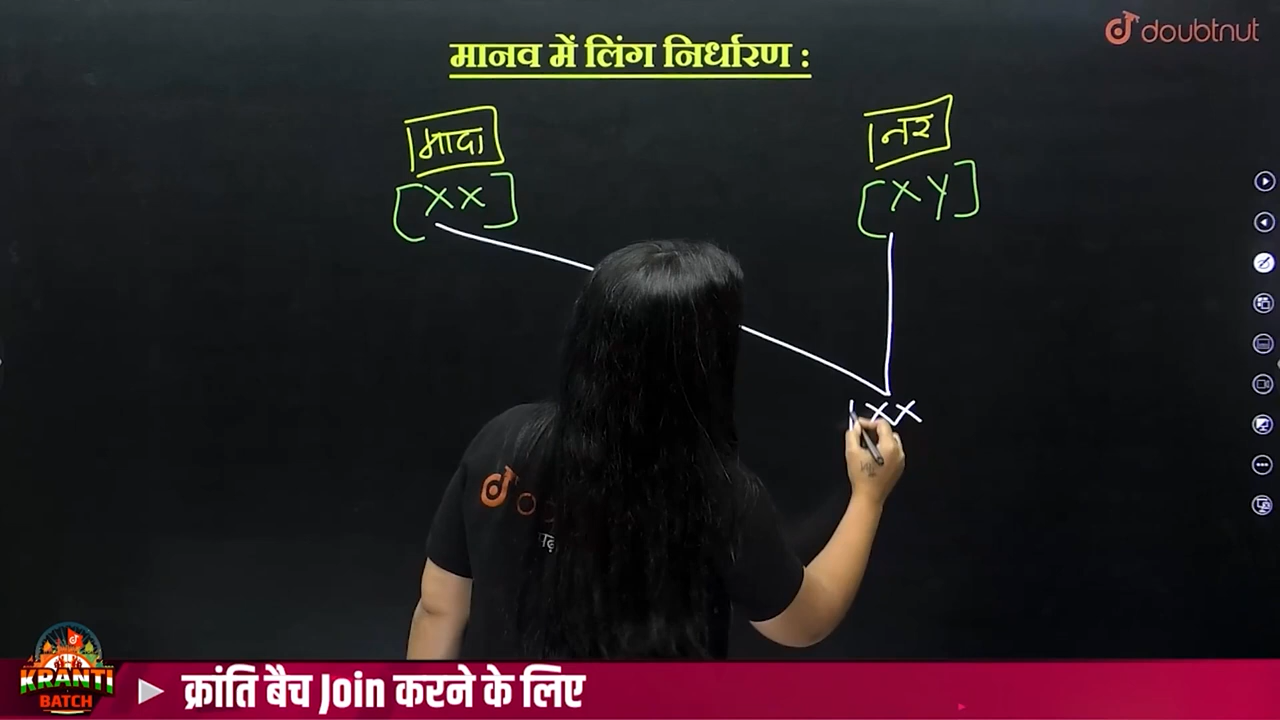 doubtnut
मानव में लिंग निर्धारण :
मादा
नर
[XX]
[XY]
XX
KRANTI
BATCH
क्रांति बैच Join करने के लिए